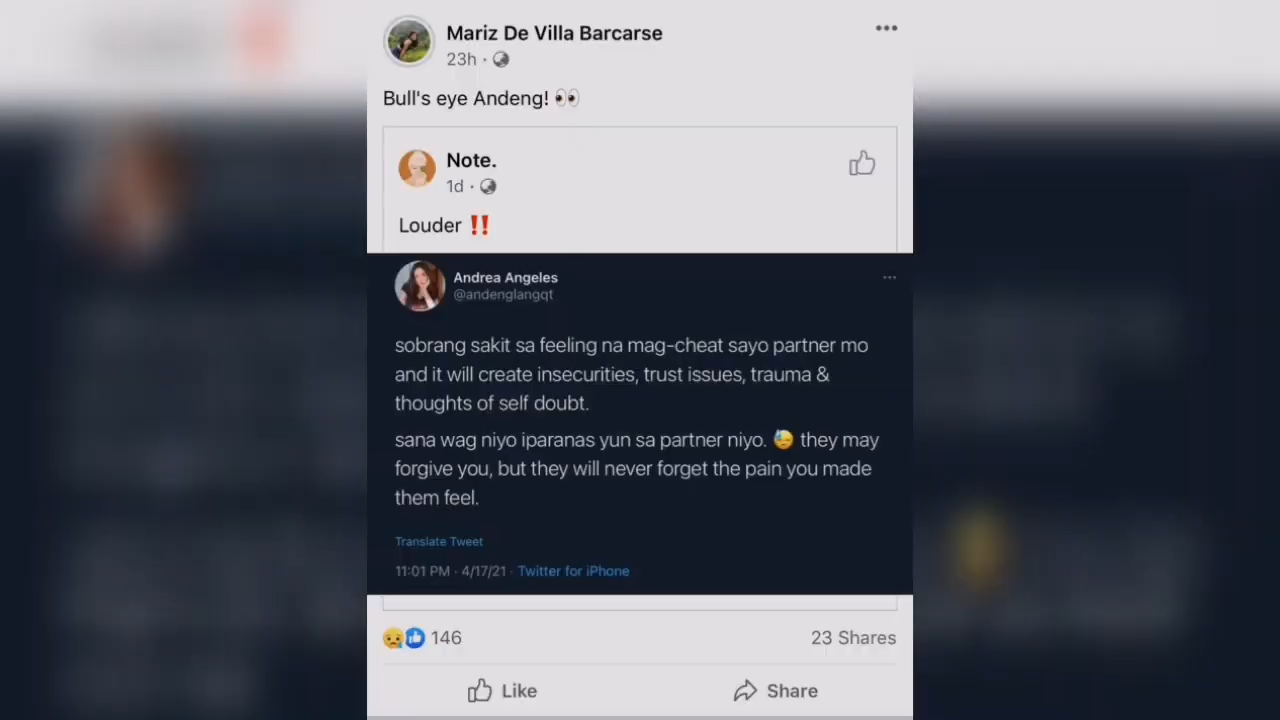 Mariz De Villa Barcarse
23h ·
Bull's eye Andeng! 👀
Note.
1d ·
Louder ‼️
Andrea Angeles
@andenglangqt
sobrang sakit sa feeling na mag-cheat sayo partner mo
and it will create insecurities, trust issues, trauma &
thoughts of self doubt.
sana wag niyo iparanas yun sa partner niyo. 😓 they may
forgive you, but they will never forget the pain you made
them feel.
Translate Tweet
11:01 PM · 4/17/21 · Twitter for iPhone
146
23 Shares
Like
Share